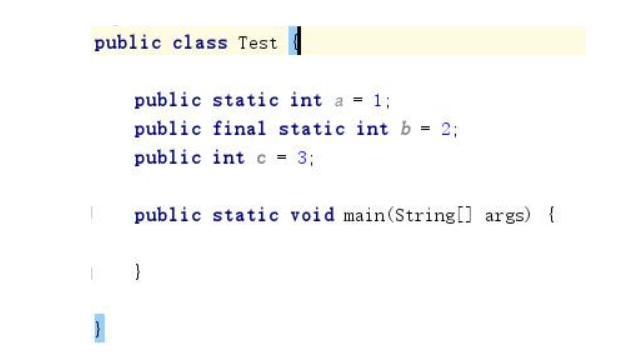 public class Test {
public static int a = 1;
public final static int b = 2;
public int c = 3;
public static void main(String[] args) {
}
}